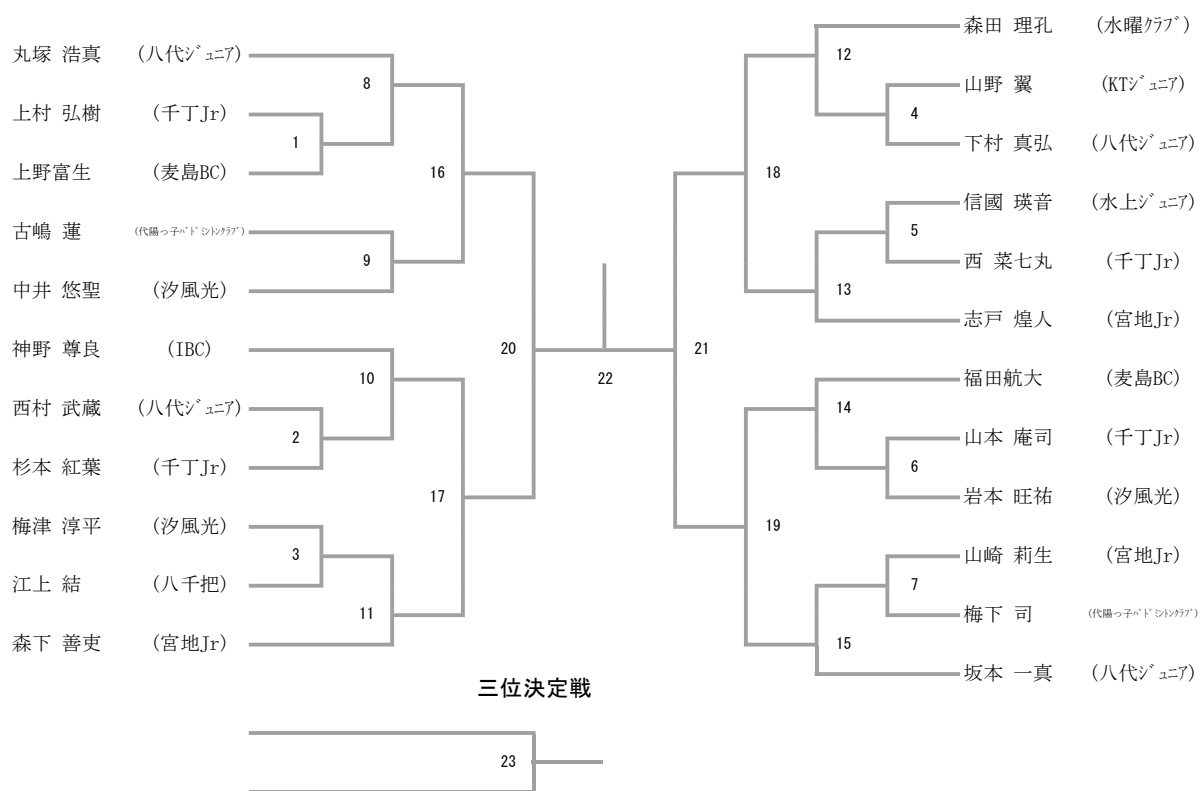 丸塚 浩真 (八代ｼﾞｭﾆｱ)
上村 弘樹 (千丁Jr)
上野富生 (麦島BC)
古嶋 蓮 (代陽っ子ﾊﾞﾄﾞﾐﾝﾄﾝｸﾗﾌﾞ)
中井 悠聖 (汐風光)
神野 尊良 (IBC)
西村 武蔵 (八代ｼﾞｭﾆｱ)
杉本 紅葉 (千丁Jr)
梅津 淳平 (汐風光)
江上 結 (八千把)
森下 善吏 (宮地Jr)
8
1
16
9
20
10
2
17
3
11
22
21
12
4
18
5
13
14
6
19
7
15
森田 理孔 (水曜ｸﾗﾌﾞ)
山野 翼 (KTｼﾞｭﾆｱ)
下村 真弘 (八代ｼﾞｭﾆｱ)
信國 瑛音 (水上ｼﾞｭﾆｱ)
西 菜七丸 (千丁Jr)
志戸 煌人 (宮地Jr)
福田航大 (麦島BC)
山本 庵司 (千丁Jr)
岩本 旺祐 (汐風光)
山崎 莉生 (宮地Jr)
梅下 司 (代陽っ子ﾊﾞﾄﾞﾐﾝﾄﾝｸﾗﾌﾞ)
坂本 一真 (八代ｼﾞｭﾆｱ)
三位決定戦
23